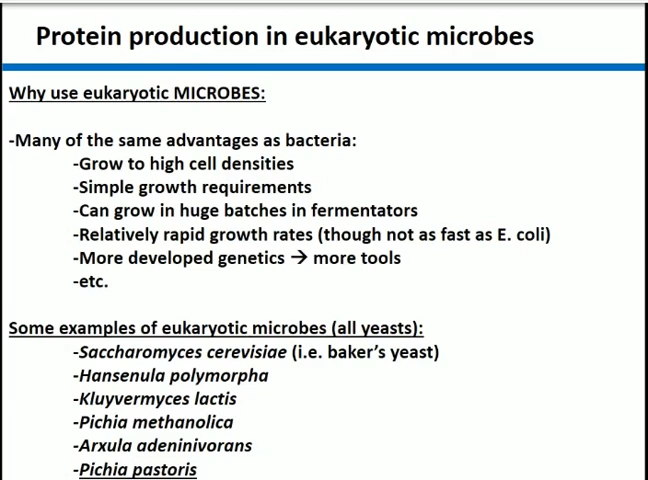 Protein production in eukaryotic microbes
Why use eukaryotic MICROBES:
-Many of the same advantages as bacteria:
-Grow to high cell densities
-Simple growth requirements
-Can grow in huge batches in fermentators
-Relatively rapid growth rates (though not as fast as E. coli)
-More developed genetics → more tools
-etc.
Some examples of eukaryotic microbes (all yeasts):
-Saccharomyces cerevisiae (i.e. baker's yeast)
-Hansenula polymorpha
-Kluyvermyces lactis
-Pichia methanolica
-Arxula adeninivorans
-Pichia pastoris